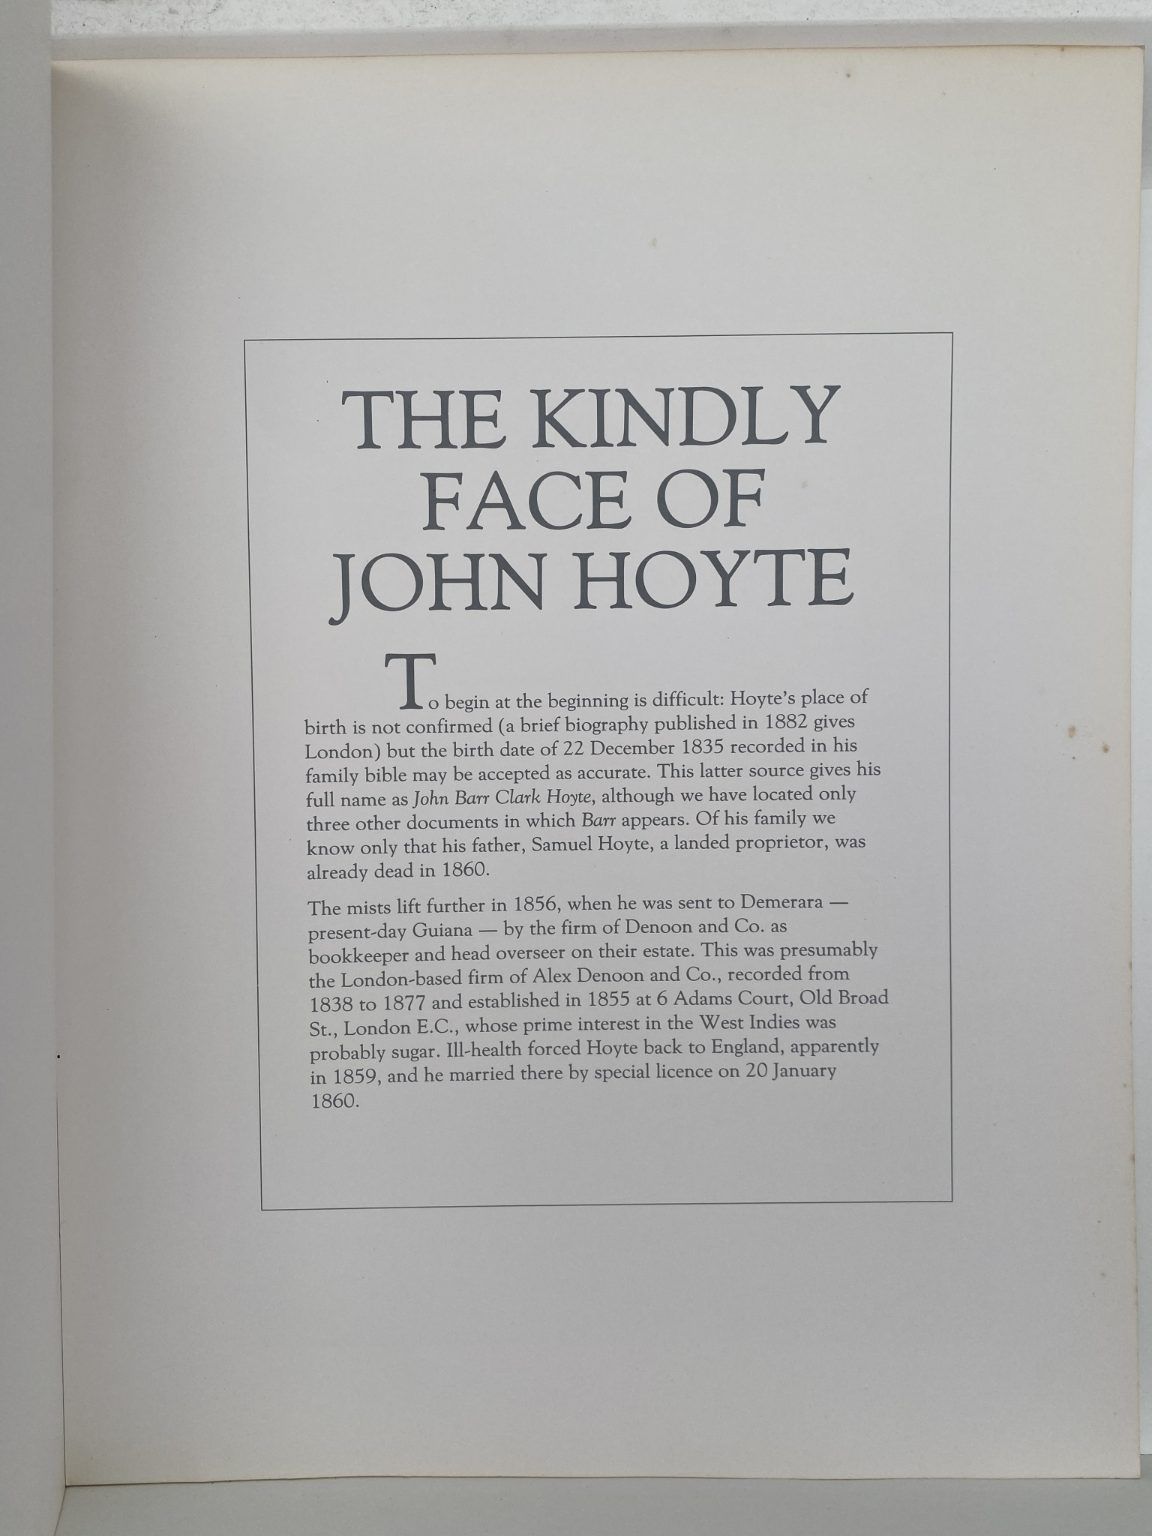 THE KINDLY
FACE OF
JOHN HOYTE
To begin at the beginning is difficult: Hoyte's place of
birth is not confirmed (a brief biography published in 1882 gives
London) but the birth date of 22 December 1835 recorded in his
family bible may be accepted as accurate. This latter source gives his
full name as John Barr Clark Hoyte, although we have located only
three other documents in which Barr appears. Of his family we
know only that his father, Samuel Hoyte, a landed proprietor, was
already dead in 1860.
The mists lift further in 1856, when he was sent to Demerara —
present-day Guiana — by the firm of Denoon and Co. as
bookkeeper and head overseer on their estate. This was presumably
the London-based firm of Alex Denoon and Co., recorded from
1838 to 1877 and established in 1855 at 6 Adams Court, Old Broad
St., London E.C., whose prime interest in the West Indies was
probably sugar. Ill-health forced Hoyte back to England, apparently
in 1859, and he married there by special licence on 20 January
1860.